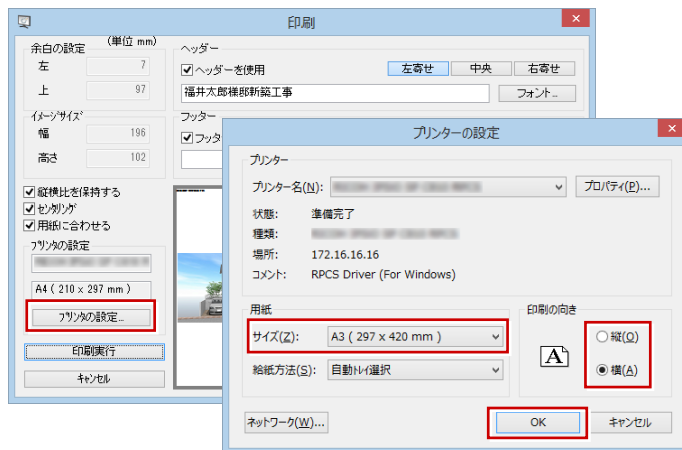 印刷
余白の設定
(単位 mm)
左
7
上
97
イメージサイズ
幅
196
高さ
102
縦横比を保持する
センタリング
用紙に合わせる
プリンタの設定
A4 ( 210 x 297 mm )
プリンタの設定...
印刷実行
キャンセル
ヘッダー
ヘッダーを使用
左寄せ
中央
右寄せ
福井太郎様邸新築工事
フォント...
フッター
フッタ
プリンターの設定
プリンター
プリンター名(N):
プロパティ(P)...
状態: 準備完了
種類:
場所: 172.16.16.16
コメント: RPCS Driver (For Windows)
用紙
サイズ(Z): A3 ( 297 x 420 mm )
給紙方法(S): 自動トレイ選択
印刷の向き
A
縦(O)
横(A)
ネットワーク(W)...
OK
キャンセル